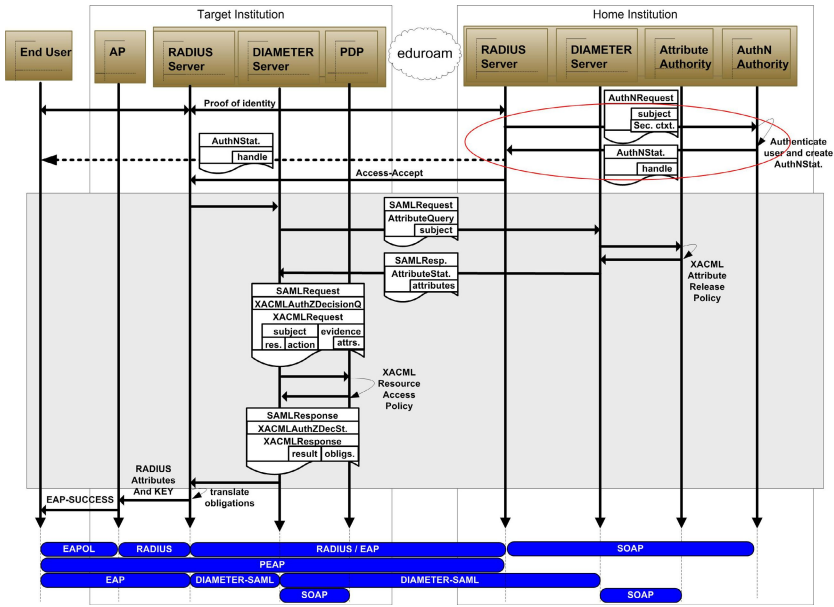 Target Institution
Home Institution
End User
AP
RADIUS
Server
DIAMETER
Server
PDP
eduroam
RADIUS
Server
DIAMETER
Server
Attribute
Authority
AuthN
Authority
Proof of identity
AuthNRequest
subject
Sec. ctxt.
AuthNStat.
handle
AuthNStat.
handle
Authenticate
user and create
AuthNStat.
Access-Accept
SAMLRequest
AttributeQuery
subject
SAMLResp.
AttributeStat.
attributes
XACML
Attribute
Release
Policy
SAMLRequest
XACMLAuthZDecisionQ
XACMLRequest
subject
evidence
res.
action
attrs.
XACML
Resource
Access
Policy
SAMLResponse
XACMLAuthZDecSt.
XACMLResponse
result
obligs.
RADIUS
Attributes
And KEY
translate
obligations
EAP-SUCCESS
EAPOL
RADIUS
RADIUS / EAP
SOAP
PEAP
EAP
DIAMETER-SAML
DIAMETER-SAML
SOAP
SOAP